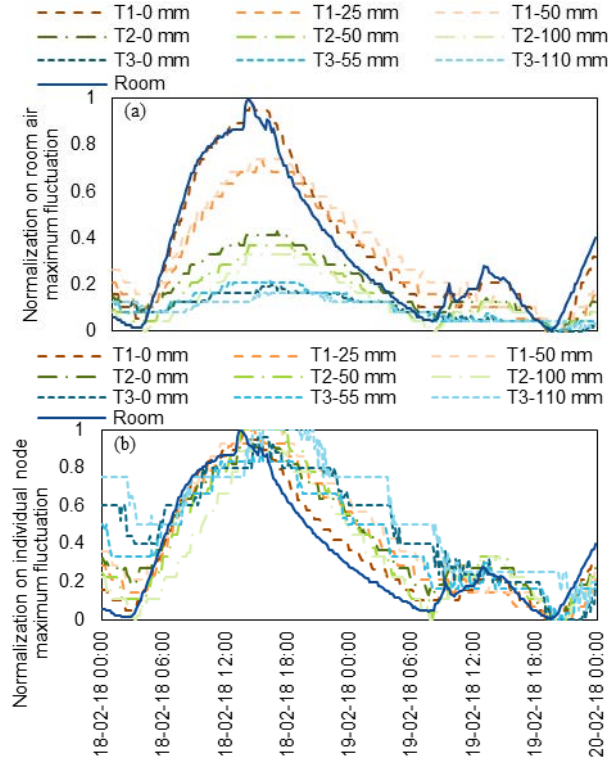 T1-0 mm T1-25 mm T1-50 mm
T2-0 mm T2-50 mm T2-100 mm
T3-0 mm T3-55 mm T3-110 mm
Room
(a)
Normalization on room air
maximum fluctuation
1
0.8
0.6
0.4
0.2
0
T1-0 mm T1-25 mm T1-50 mm
T2-0 mm T2-50 mm T2-100 mm
T3-0 mm T3-55 mm T3-110 mm
Room
(b)
Normalization on individual node
maximum fluctuation
1
0.8
0.6
0.4
0.2
0
18-02-18 00:00
18-02-18 06:00
18-02-18 12:00
18-02-18 18:00
19-02-18 00:00
19-02-18 06:00
19-02-18 12:00
19-02-18 18:00
20-02-18 00:00